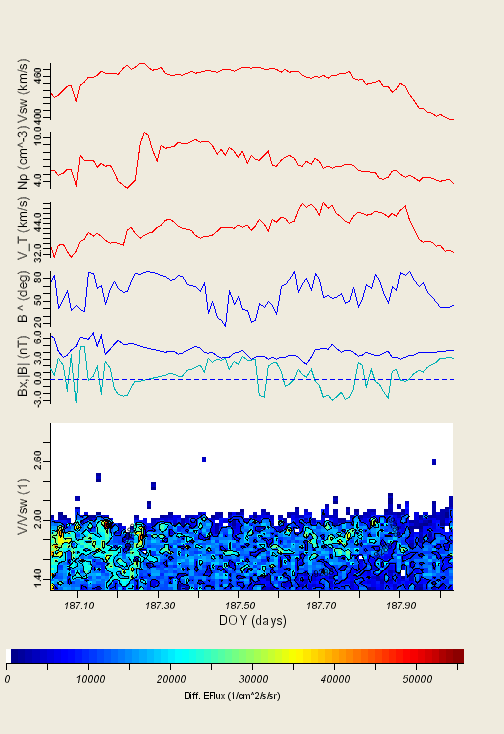 460
400
Vsw (km/s)
10.0
4.0
Np (cm^-3)
44.0
32.0
V_T (km/s)
80
50
20
B ^ (deg)
6.0
3.0
0.0
-3.0
Bx,|B| (nT)
2.60
2.00
1.40
V/Vsw (1)
187.10 187.30 187.50 187.70 187.90
DOY (days)
0 10000 20000 30000 40000 50000
Diff. EFlux (1/cm^2/s/sr)